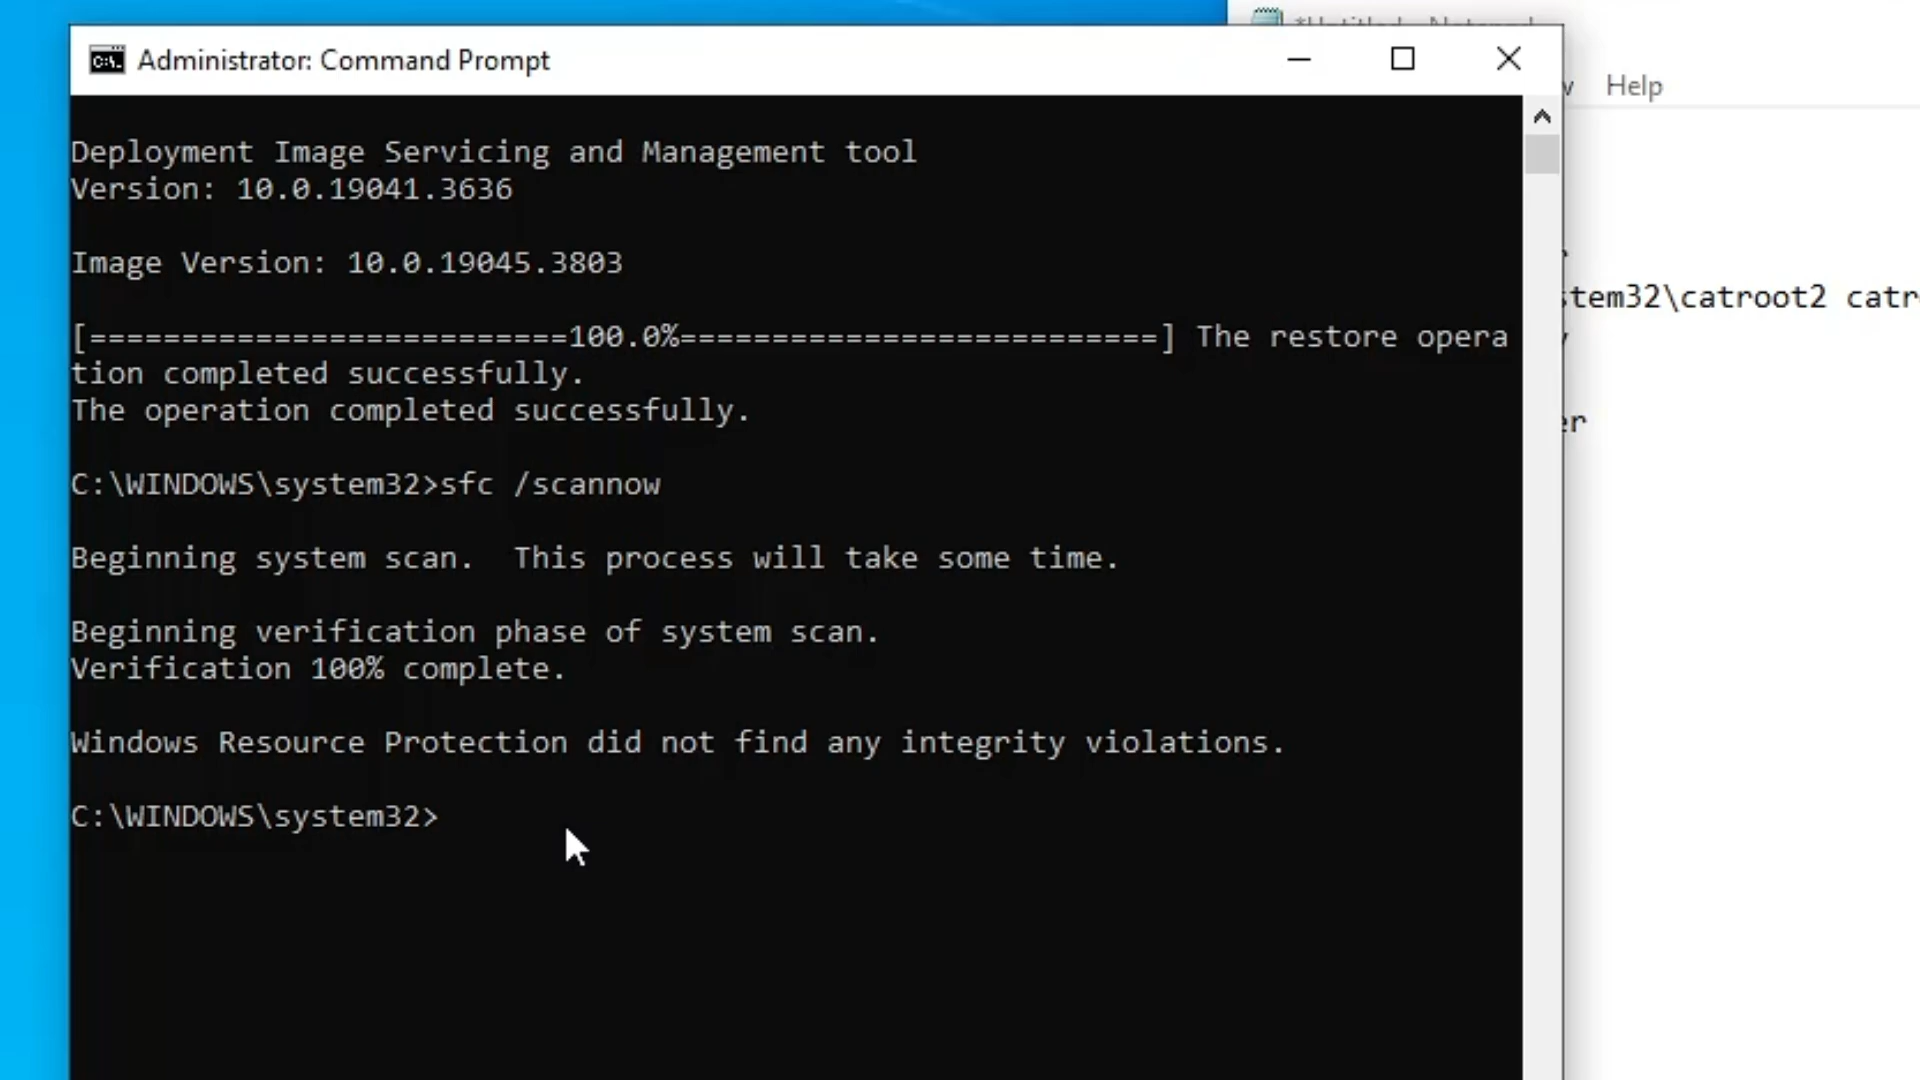 *Untitled - Notepad
Administrator: Command Prompt
Help
Deployment Image Servicing and Management tool
Version: 10.0.19041.3636
Image Version: 10.0.19045.3803
[==========================100.0%==========================] The restore opera
tion completed successfully.
The operation completed successfully.
C:\WINDOWS\system32>sfc /scannow
Beginning system scan.  This process will take some time.
Beginning verification phase of system scan.
Verification 100% complete.
Windows Resource Protection did not find any integrity violations.
C:\WINDOWS\system32>
stem32\catroot2 catr
er